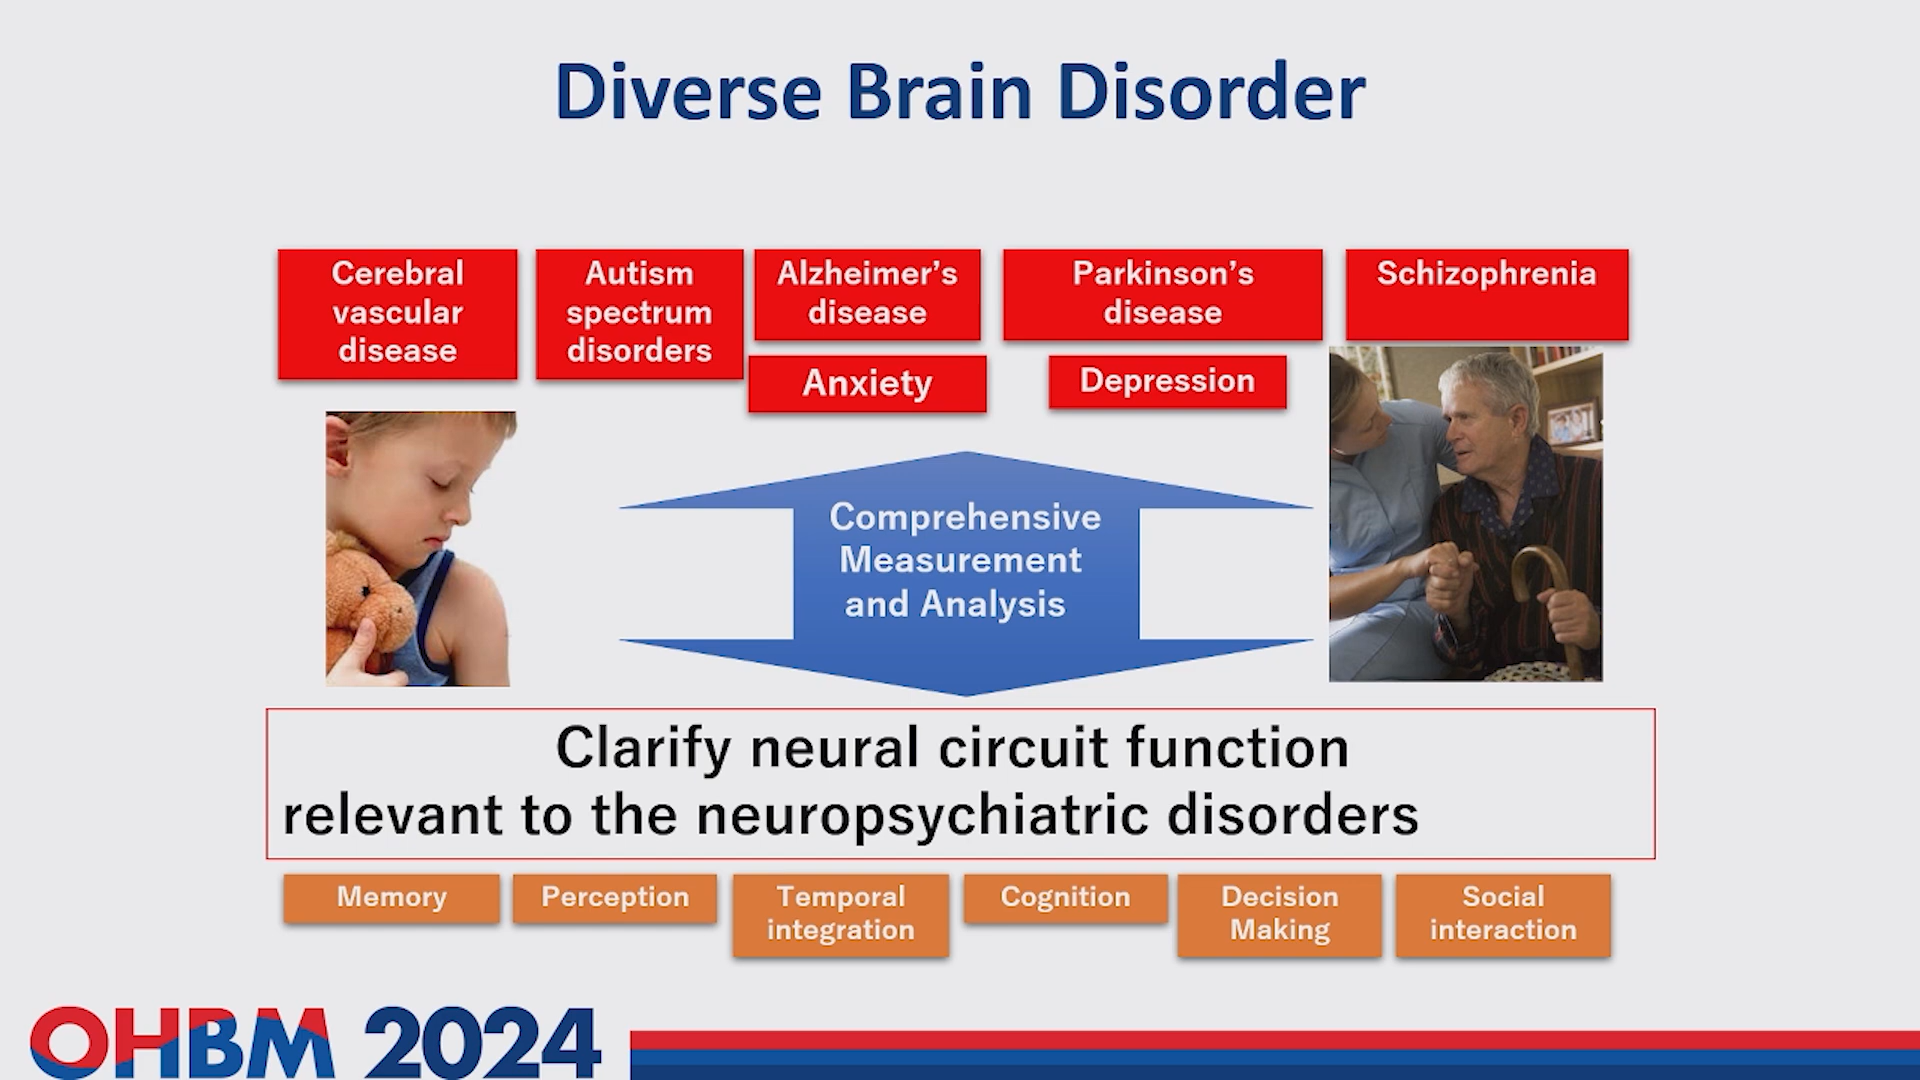 Diverse Brain Disorder
Cerebral
vascular
disease
Autism
spectrum
disorders
Alzheimer’s
disease
Parkinson’s
disease
Schizophrenia
Anxiety
Depression
Comprehensive
Measurement
and Analysis
Clarify neural circuit function
relevant to the neuropsychiatric disorders
Memory
Perception
Temporal
integration
Cognition
Decision
Making
Social
interaction
OHBM 2024